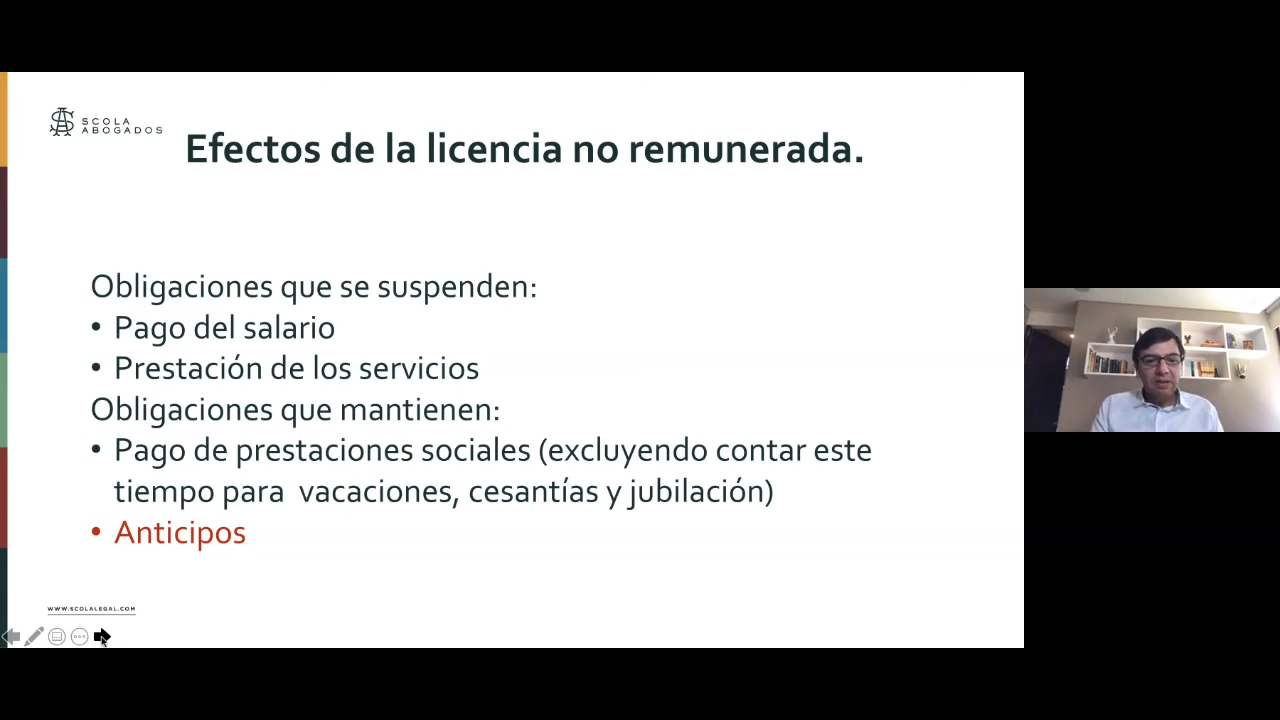 SCOLA
ABOGADOS
Efectos de la licencia no remunerada.
Obligaciones que se suspenden:
• Pago del salario
• Prestación de los servicios
Obligaciones que mantienen:
• Pago de prestaciones sociales (excluyendo contar este
tiempo para vacaciones, cesantías y jubilación)
• Anticipos
WWW.SCOLALEGAL.COM